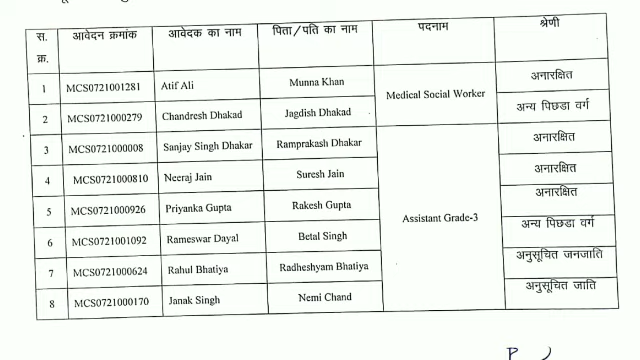 स. क्र. आवेदन क्रमांक आवेदक का नाम पिता/पति का नाम पदनाम श्रेणी
1 MCS0721001281 Atif Ali Munna Khan Medical Social Worker अनारक्षित
2 MCS0721000279 Chandresh Dhakad Jagdish Dhakad अन्य पिछडा वर्ग
3 MCS0721000008 Sanjay Singh Dhakar Ramprakash Dhakar Assistant Grade-3 अनारक्षित
4 MCS0721000810 Neeraj Jain Suresh Jain अनारक्षित
5 MCS0721000926 Priyanka Gupta Rakesh Gupta अनारक्षित
6 MCS0721001092 Rameswar Dayal Betal Singh अन्य पिछडा वर्ग
7 MCS0721000624 Rahul Bhatiya Radheshyam Bhatiya अनुसूचित जनजाति
8 MCS0721000170 Janak Singh Nemi Chand अनुसूचित जाति